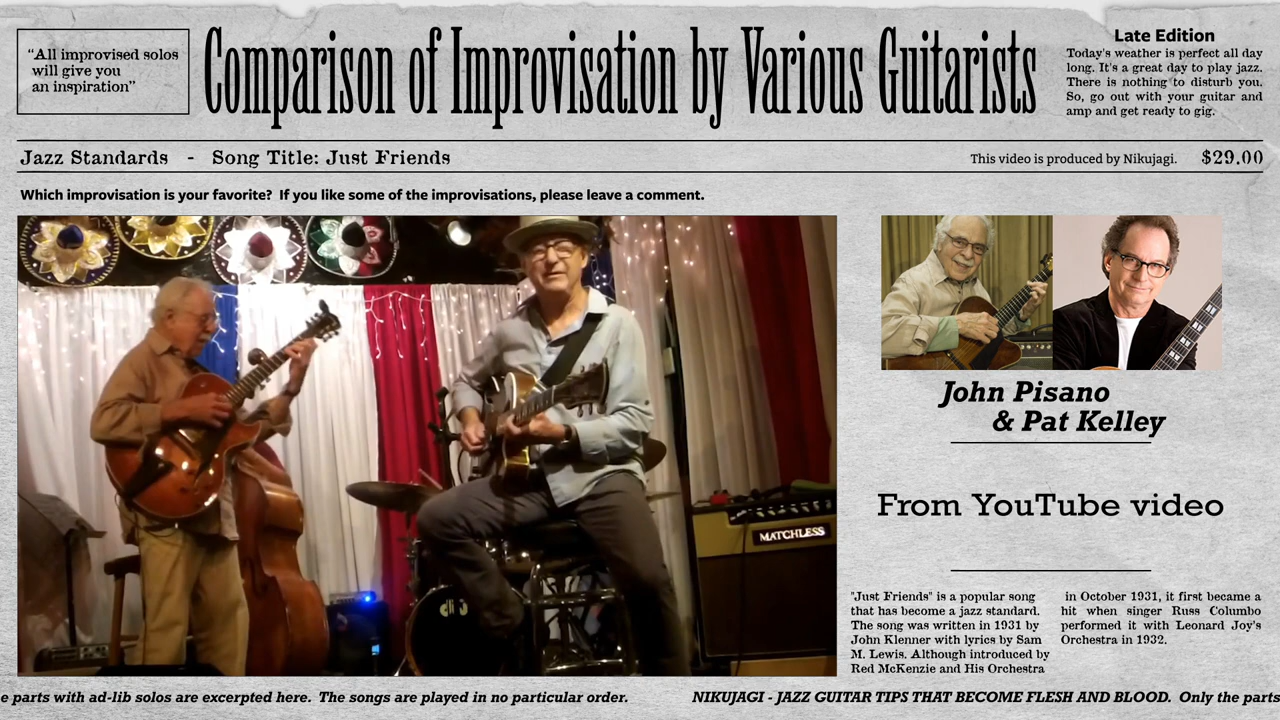 “All improvised solos
will give you
an inspiration”
Comparison of Improvisation by Various Guitarists
Late Edition
Today's weather is perfect all day
long. It's a great day to play jazz.
There is nothing to disturb you.
So, go out with your guitar and
amp and get ready to gig.
Jazz Standards - Song Title: Just Friends
This video is produced by Nikujagi. $29.00
Which improvisation is your favorite? If you like some of the improvisations, please leave a comment.
MATCHLESS
John Pisano
& Pat Kelley
From YouTube video
"Just Friends" is a popular song
that has become a jazz standard.
The song was written in 1931 by
John Klenner with lyrics by Sam
M. Lewis. Although introduced by
Red McKenzie and His Orchestra
in October 1931, it first became a
hit when singer Russ Columbo
performed it with Leonard Joy's
Orchestra in 1932.
e parts with ad-lib solos are excerpted here. The songs are played in no particular order. NIKUJAGI - JAZZ GUITAR TIPS THAT BECOME FLESH AND BLOOD. Only the parts